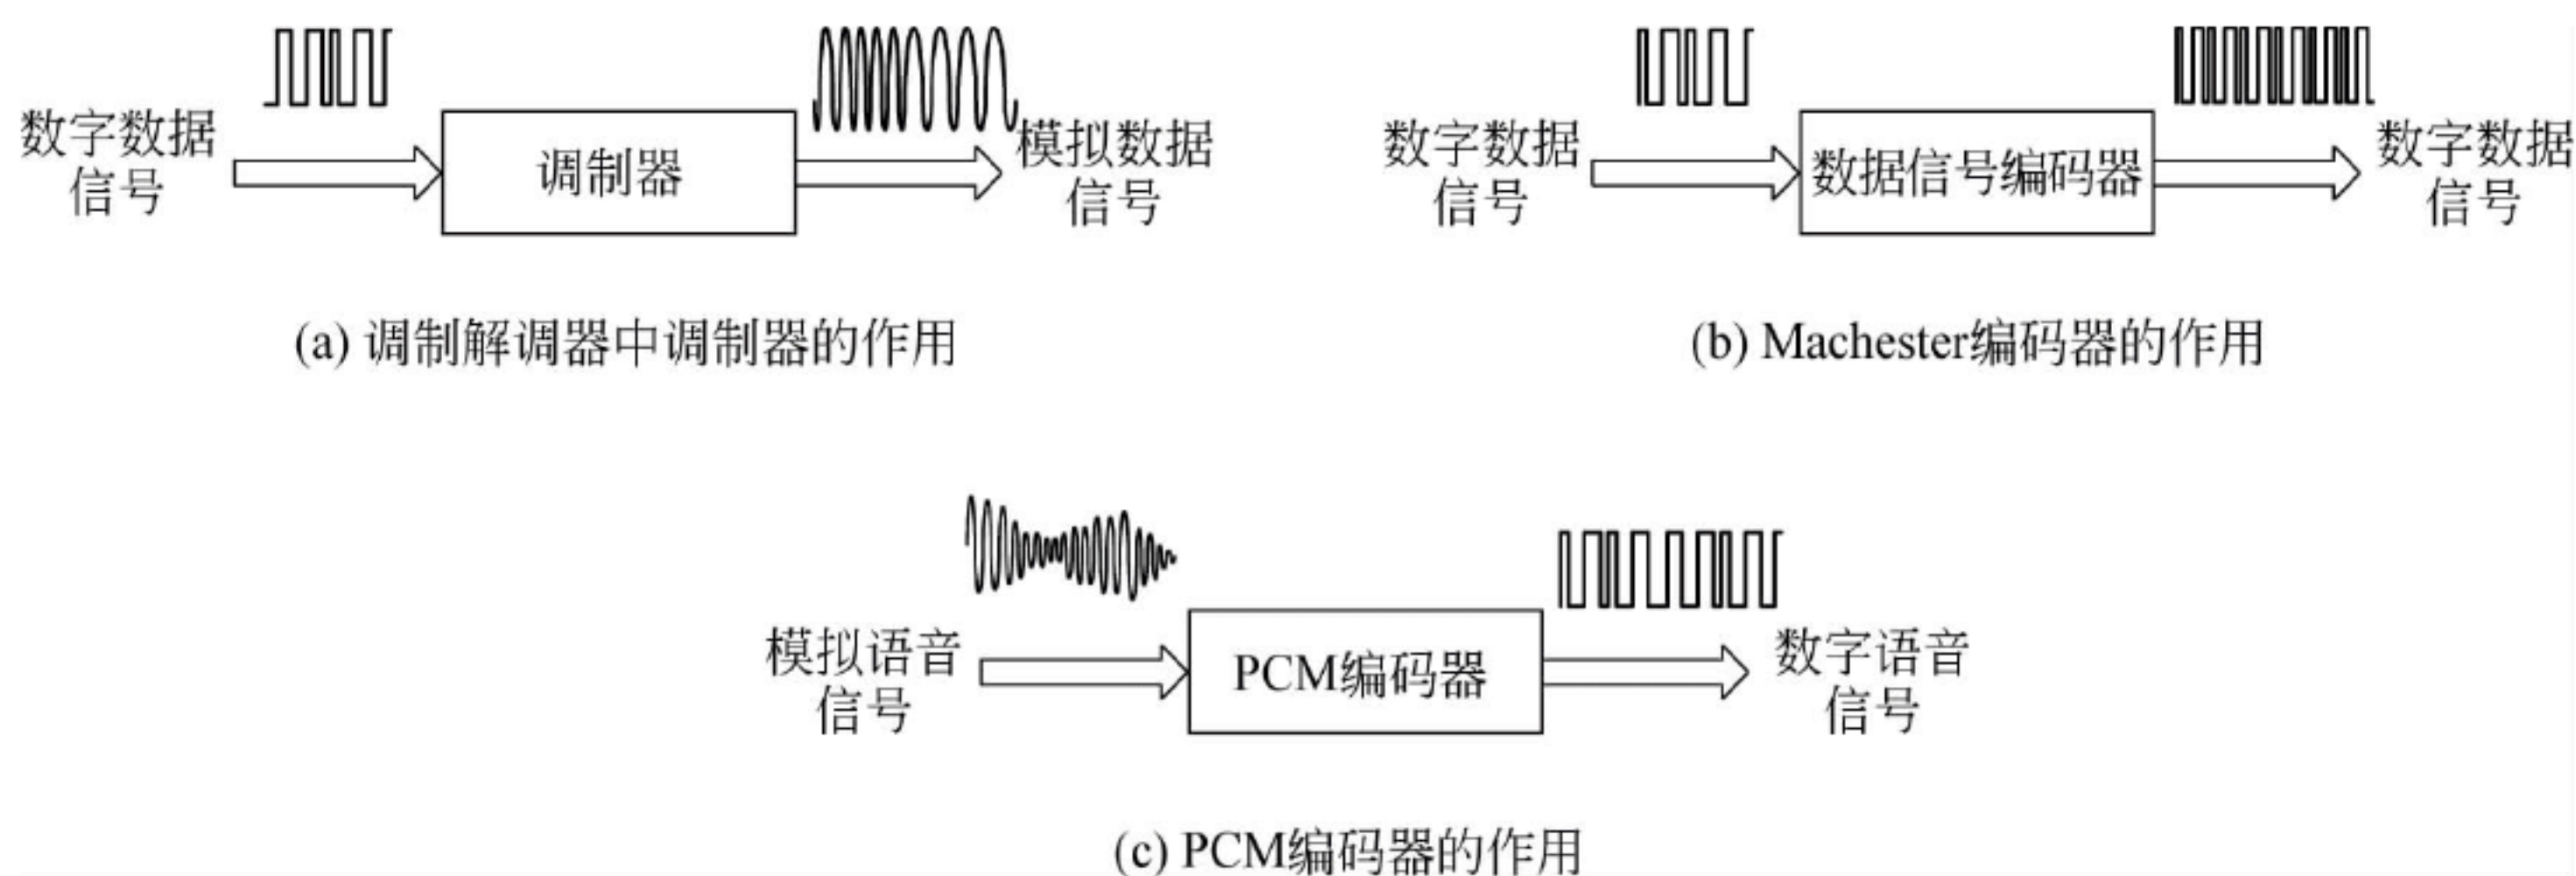 数字数据
信号
调制器
模拟数据
信号
数字数据
信号
数据信号编码器
数字数据
信号
(a) 调制解调器中调制器的作用
(b) Machester编码器的作用
模拟语音
信号
PCM编码器
数字语音
信号
(c) PCM编码器的作用